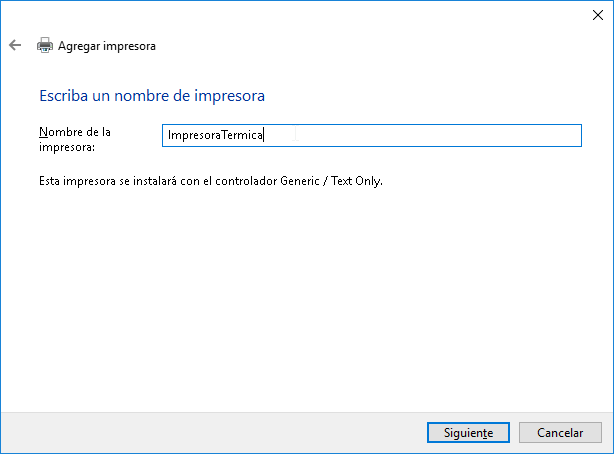 Agregar impresora
Escriba un nombre de impresora
Nombre de la
impresora:
ImpresoraTermica
Esta impresora se instalará con el controlador Generic / Text Only.
Siguiente
Cancelar